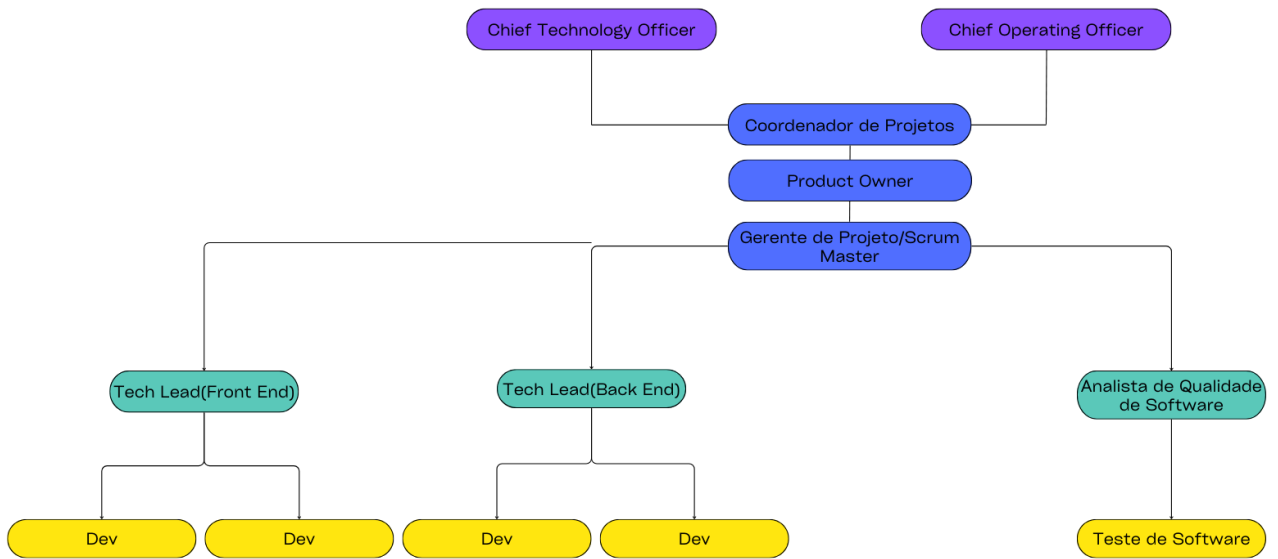 Chief Technology Officer
Chief Operating Officer
Coordenador de Projetos
Product Owner
Gerente de Projeto/Scrum
Master
Tech Lead(Front End)
Tech Lead(Back End)
Analista de Qualidade
de Software
Dev
Dev
Dev
Dev
Teste de Software